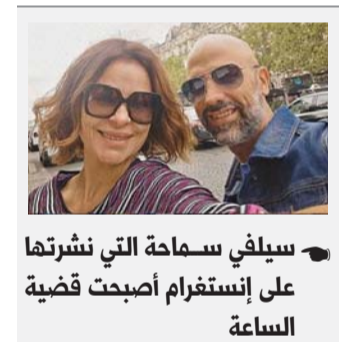 سيلفي سماحة التي نشرتها
على إنستغرام أصبحت قضية
الساعة